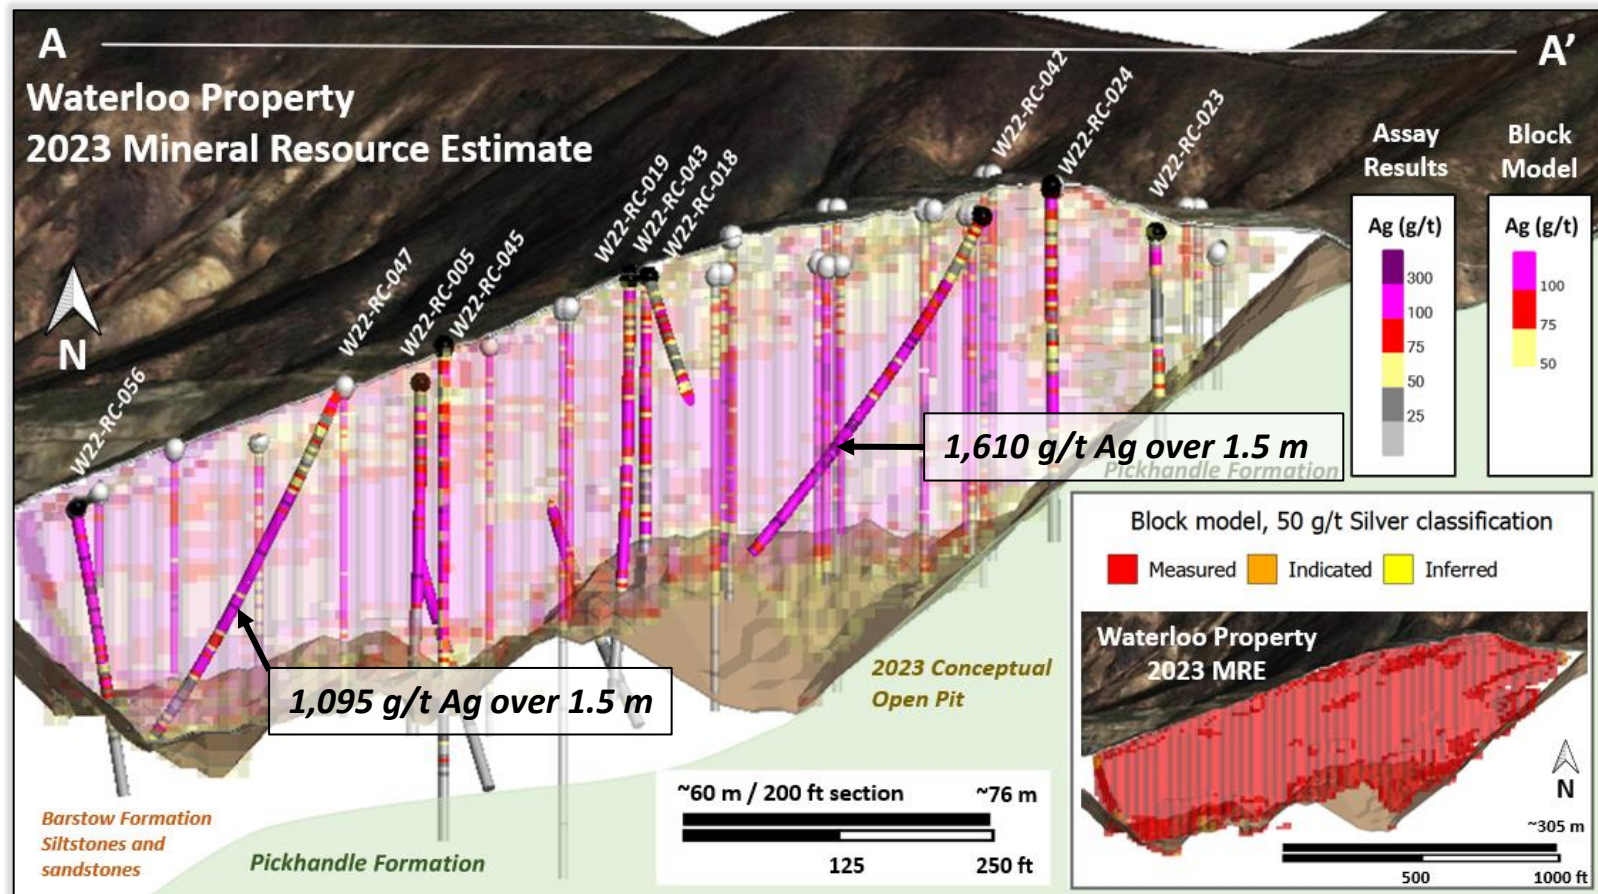 A
A'
Waterloo Property
2023 Mineral Resource Estimate
N
W22-RC-056
W22-RC-047
W22-RC-005
W22-RC-045
W22-RC-019
W22-RC-043
W22-RC-018
W22-RC-042
W22-RC-024
W22-RC-023
Assay
Results
Ag (g/t)
300
100
75
50
25
Block
Model
Ag (g/t)
100
75
50
1,610 g/t Ag over 1.5 m
Pickhandle Formation
1,095 g/t Ag over 1.5 m
2023 Conceptual
Open Pit
Barstow Formation
Siltstones and
sandstones
Pickhandle Formation
~60 m / 200 ft section
~76 m
125
250 ft
Block model, 50 g/t Silver classification
Measured
Indicated
Inferred
Waterloo Property
2023 MRE
N
~305 m
500
1000 ft